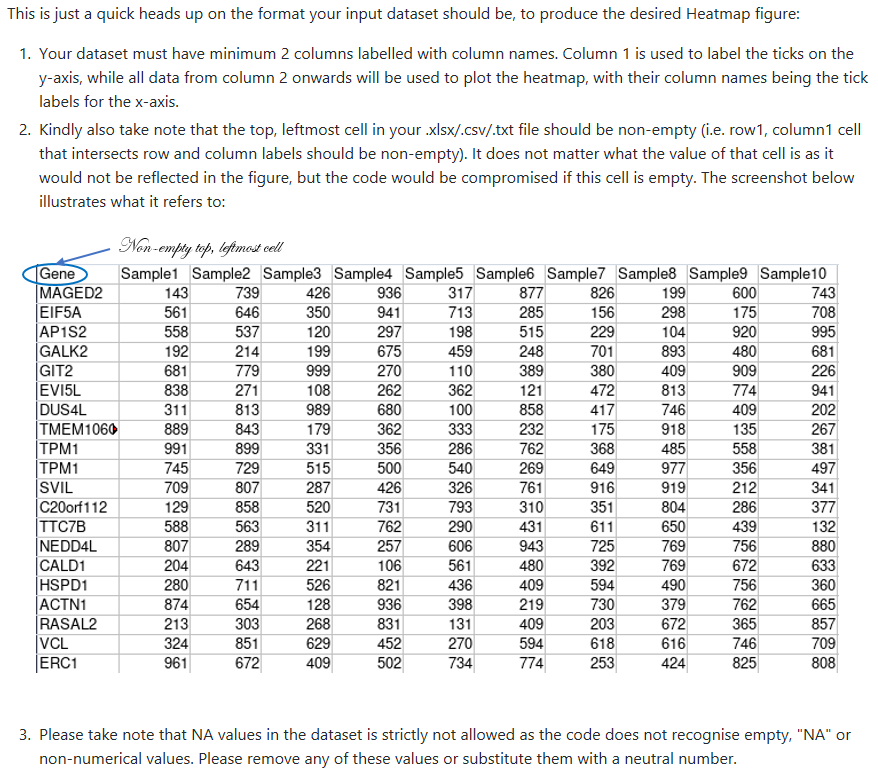 This is just a quick heads up on the format your input dataset should be, to produce the desired Heatmap figure:
1. Your dataset must have minimum 2 columns labelled with column names. Column 1 is used to label the ticks on the
y-axis, while all data from column 2 onwards will be used to plot the heatmap, with their column names being the tick
labels for the x-axis.
2. Kindly also take note that the top, leftmost cell in your .xlsx/.csv/.txt file should be non-empty (i.e. row1, column1 cell
that intersects row and column labels should be non-empty). It does not matter what the value of that cell is as it
would not be reflected in the figure, but the code would be compromised if this cell is empty. The screenshot below
illustrates what it refers to:
Non-empty top, leftmost cell
Gene Sample1 Sample2 Sample3 Sample4 Sample5 Sample6 Sample7 Sample8 Sample9 Sample10
MAGED2 143 739 426 936 317 877 826 199 600 743
EIF5A 561 646 350 941 713 285 156 298 175 708
AP1S2 558 537 120 297 198 515 229 104 920 995
GALK2 192 214 199 675 459 248 701 893 480 681
GIT2 681 779 999 270 110 389 380 409 909 226
EVI5L 838 271 108 262 362 121 472 813 774 941
DUS4L 311 813 989 680 100 858 417 746 409 202
TMEM106 889 843 179 362 333 232 175 918 135 267
TPM1 991 899 331 356 286 762 368 485 558 381
TPM1 745 729 515 500 540 269 649 977 356 497
SVIL 709 807 287 426 326 761 916 919 212 341
C20orf112 129 858 520 731 793 310 351 804 286 377
TTC7B 588 563 311 762 290 431 611 650 439 132
NEDD4L 807 289 354 257 606 943 725 769 756 880
CALD1 204 643 221 106 561 480 392 769 672 633
HSPD1 280 711 526 821 436 409 594 490 756 360
ACTN1 874 654 128 936 398 219 730 379 762 665
RASAL2 213 303 268 831 131 409 203 672 365 857
VCL 324 851 629 452 270 594 618 616 746 709
ERC1 961 672 409 502 734 774 253 424 825 808
3. Please take note that NA values in the dataset is strictly not allowed as the code does not recognise empty, "NA" or
non-numerical values. Please remove any of these values or substitute them with a neutral number.